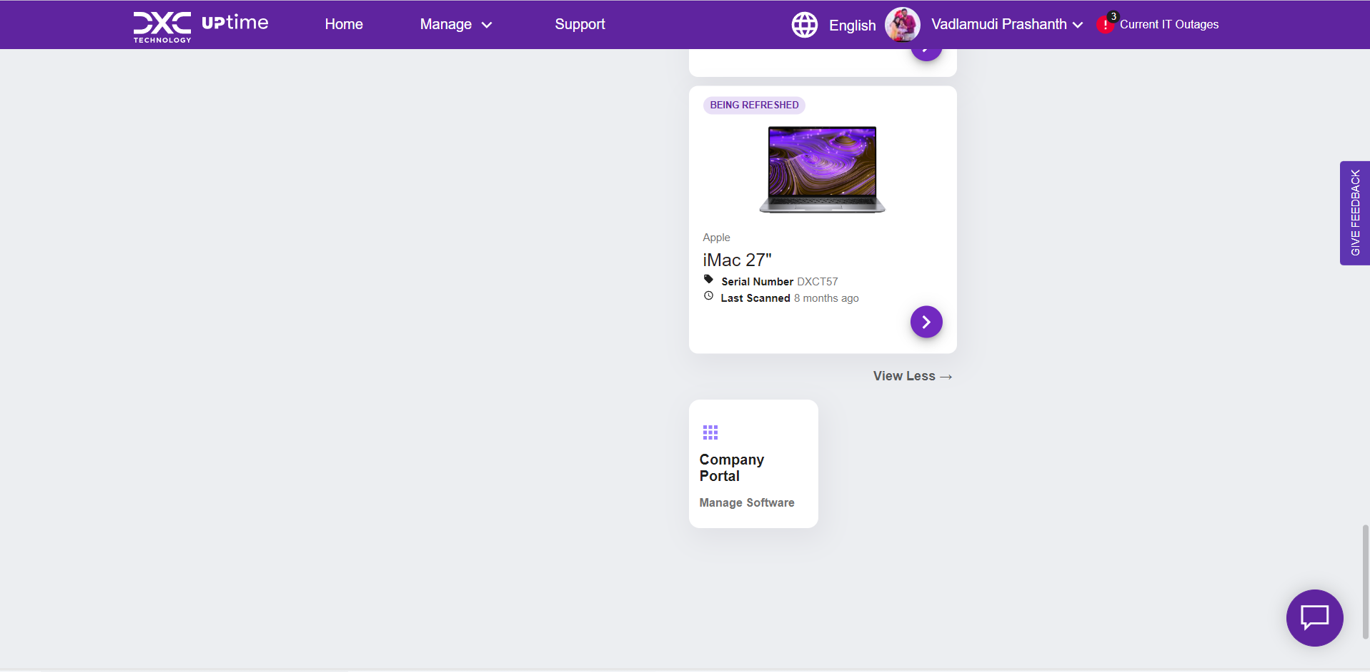 DXC TECHNOLOGY UPtime Home Manage Support English Vadlamudi Prashanth 3 Current IT Outages
BEING REFRESHED
Apple
iMac 27"
Serial Number DXCT57
Last Scanned 8 months ago
View Less →
Company
Portal
Manage Software
GIVE FEEDBACK